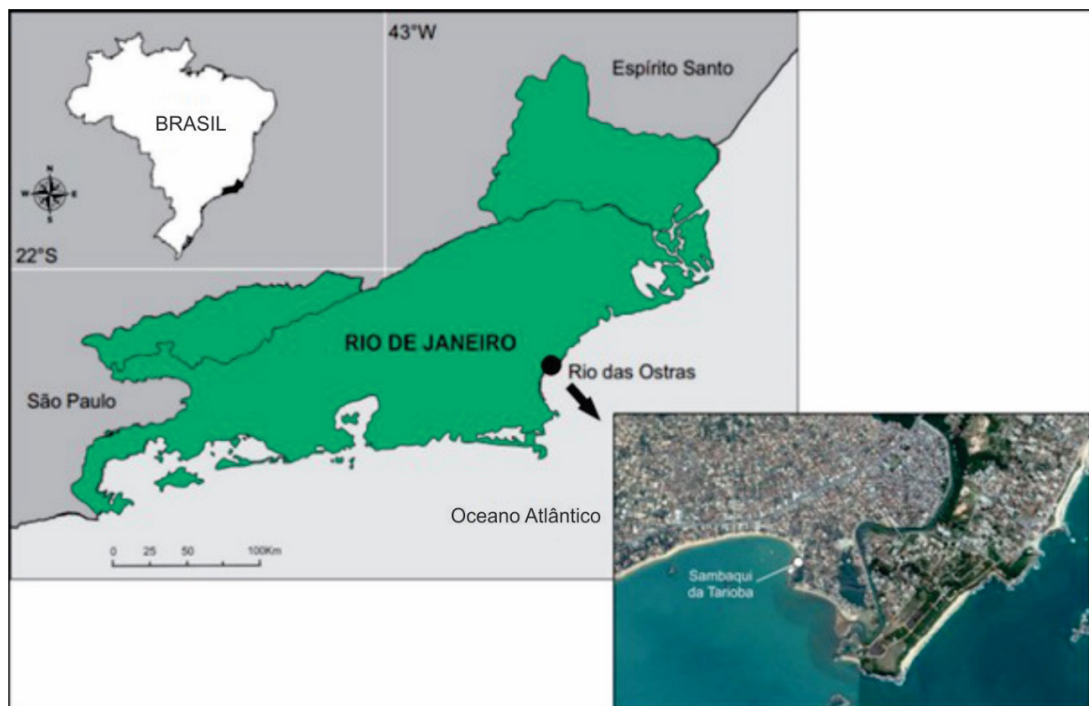 43°W
Espírito Santo
BRASIL
N
W E
S
22°S
RIO DE JANEIRO
Rio das Ostras
São Paulo
Oceano Atlântico
0 25 50 100Km
Sambaqui
da Tarioba